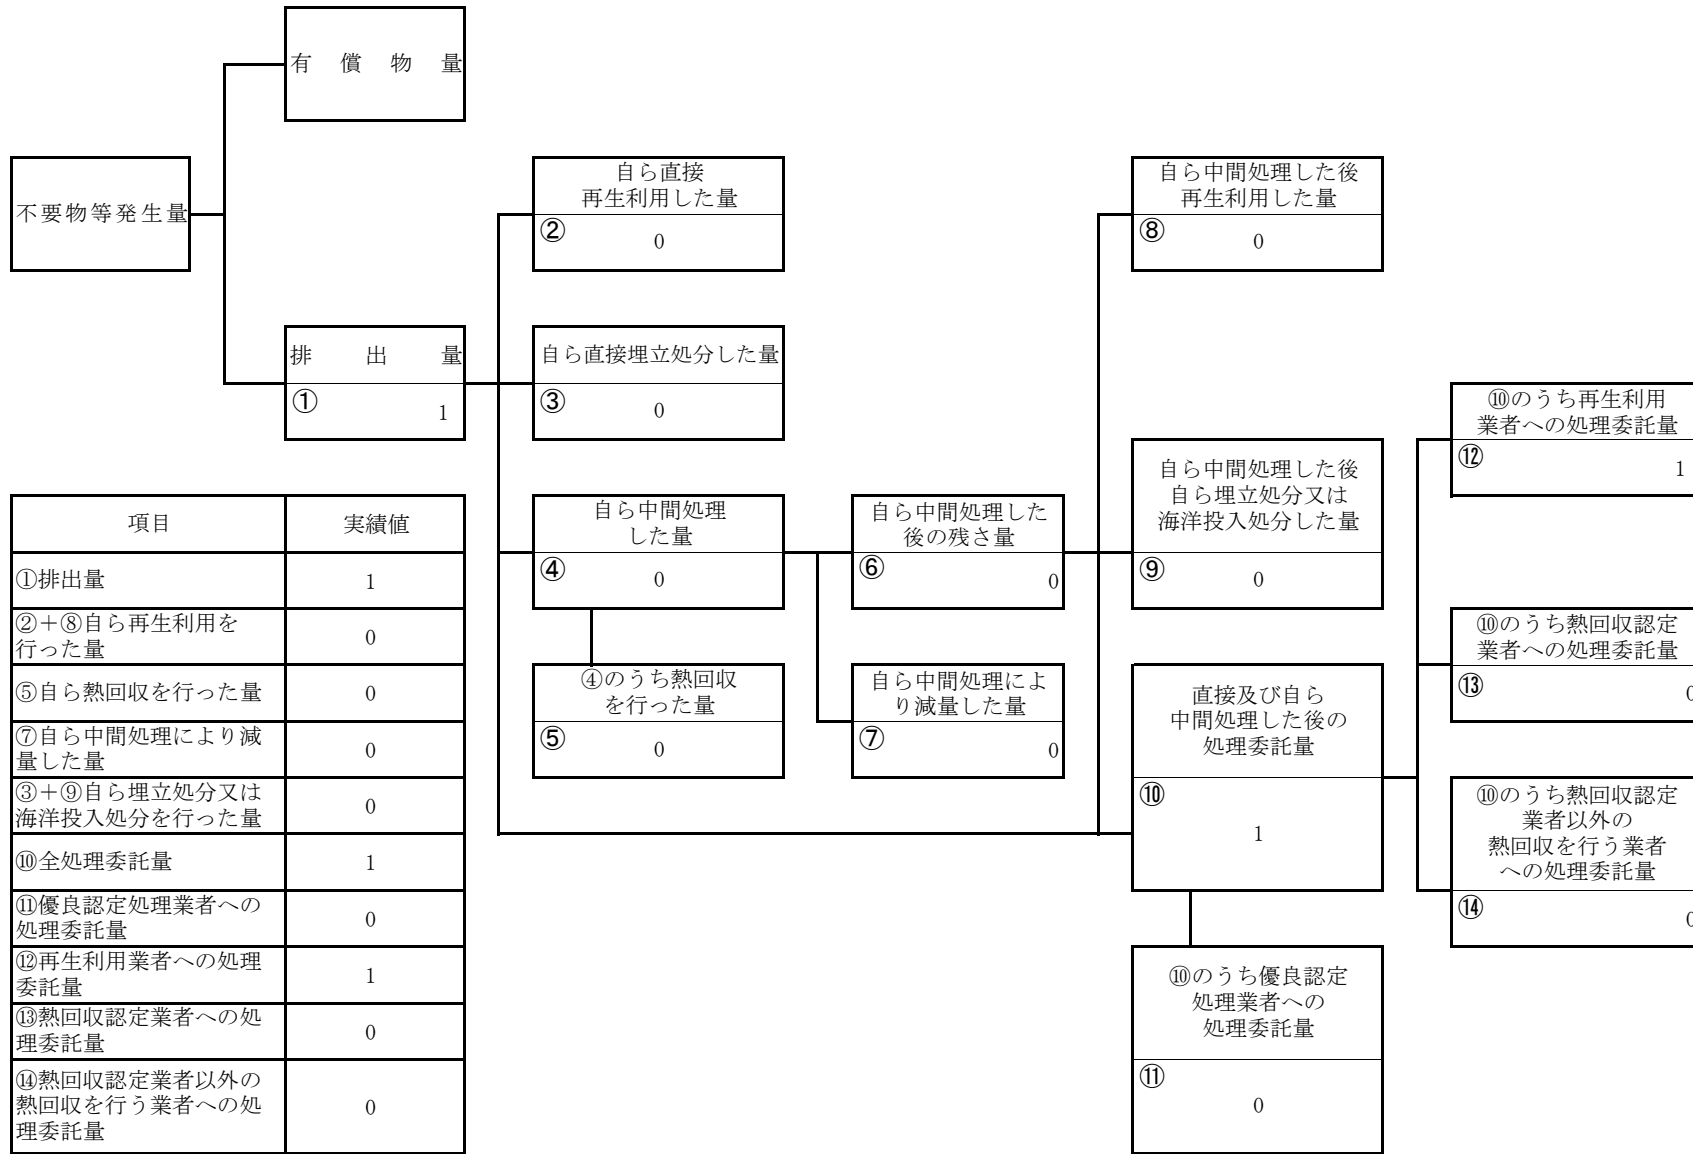 有償物量
不要物等発生量
排出量
①
1
自ら直接
再生利用した量
②
0
自ら直接埋立処分した量
③
0
自ら中間処理
した量
④
0
④のうち熱回収
を行った量
⑤
0
自ら中間処理した
後の残さ量
⑥
0
自ら中間処理によ
り減量した量
⑦
0
自ら中間処理した後
再生利用した量
⑧
0
自ら中間処理した後
自ら埋立処分又は
海洋投入処分した量
⑨
0
直接及び自ら
中間処理した後の
処理委託量
⑩
1
⑩のうち優良認定
処理業者への
処理委託量
⑪
0
⑩のうち再生利用
業者への処理委託量
⑫
1
⑩のうち熱回収認定
業者への処理委託量
⑬
0
⑩のうち熱回収認定
業者以外の
熱回収を行う業者
への処理委託量
⑭
0
項目 実績値
①排出量 1
②＋⑧自ら再生利用を
行った量 0
⑤自ら熱回収を行った量 0
⑦自ら中間処理により減
量した量 0
③＋⑨自ら埋立処分又は
海洋投入処分を行った量 0
⑩全処理委託量 1
⑪優良認定処理業者への
処理委託量 0
⑫再生利用業者への処理
委託量 1
⑬熱回収認定業者への処
理委託量 0
⑭熱回収認定業者以外の
熱回収を行う業者への処
理委託量 0